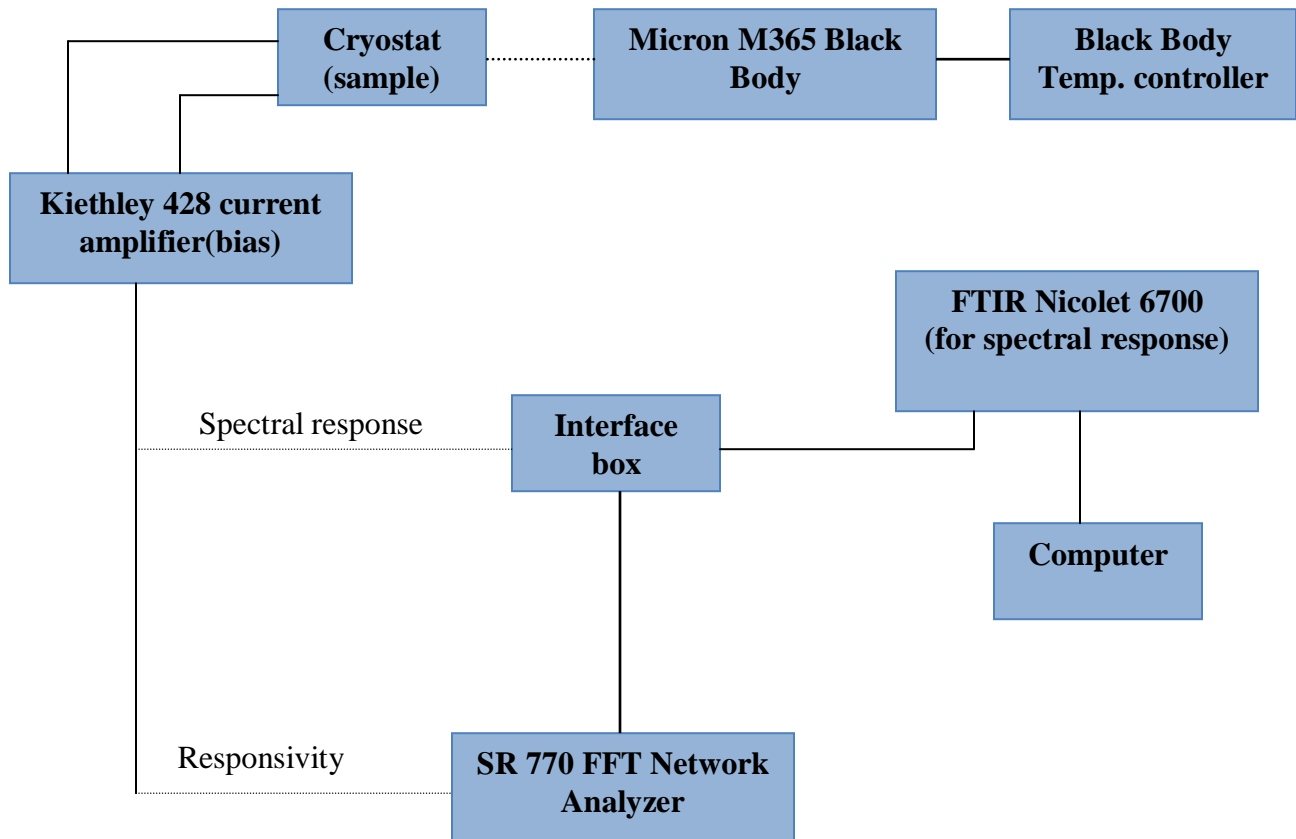 Cryostat
(sample)
Micron M365 Black
Body
Black Body
Temp. controller
Kiethley 428 current
amplifier(bias)
FTIR Nicolet 6700
(for spectral response)
Spectral response
Interface
box
Computer
Responsivity
SR 770 FFT Network
Analyzer